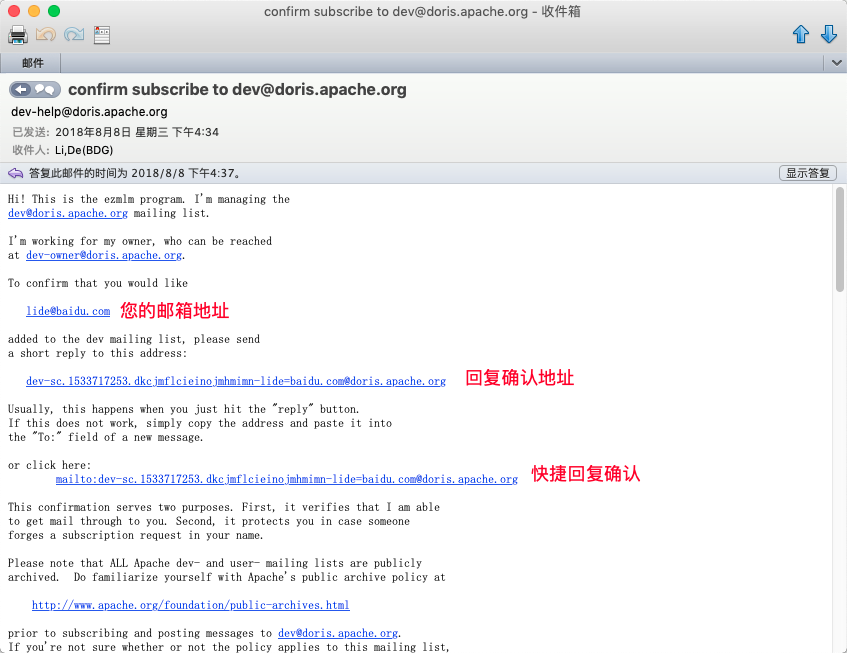 confirm subscribe to dev@doris.apache.org - 收件箱
邮件
confirm subscribe to dev@doris.apache.org
dev-help@doris.apache.org
已发送: 2018年8月8日 星期三 下午4:34
收件人: Li,De(BDG)
答复此邮件的时间为 2018/8/8 下午4:37。 显示答复
Hi! This is the ezmlm program. I'm managing the
dev@doris.apache.org mailing list.
I'm working for my owner, who can be reached
at dev-owner@doris.apache.org.
To confirm that you would like
lide@baidu.com 您的邮箱地址
added to the dev mailing list, please send
a short reply to this address:
dev-sc.1533717253.dkcjmflcieinojmhmimn-lide=baidu.com@doris.apache.org 回复确认地址
Usually, this happens when you just hit the "reply" button.
If this does not work, simply copy the address and paste it into
the "To:" field of a new message.
or click here:
mailto:dev-sc.1533717253.dkcjmflcieinojmhmimn-lide=baidu.com@doris.apache.org 快捷回复确认
This confirmation serves two purposes. First, it verifies that I am able
to get mail through to you. Second, it protects you in case someone
forges a subscription request in your name.
Please note that ALL Apache dev- and user- mailing lists are publicly
archived.  Do familiarize yourself with Apache's public archive policy at
http://www.apache.org/foundation/public-archives.html
prior to subscribing and posting messages to dev@doris.apache.org.
If you're not sure whether or not the policy applies to this mailing list,